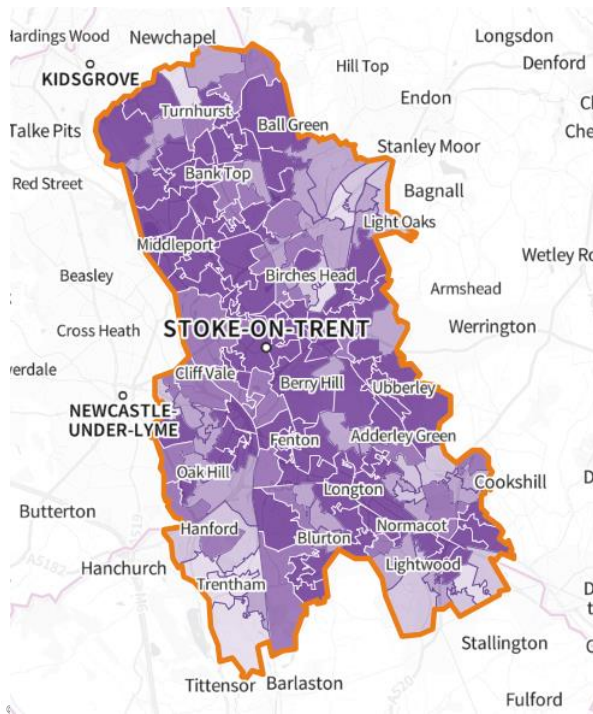 Hardings Wood
Newchapel
Longsdon
KIDSGROVE
Hill Top
Denford
Endon
Turnhurst
Talke Pits
Ball Green
Stanley Moor
Red Street
Bank Top
Bagnall
Light Oaks
Middleport
Wetley
Beasley
Birches Head
Armshead
Cross Heath
STOKE-ON-TRENT
Werrington
Cliff Vale
Berry Hill
Ubberley
NEWCASTLE-
UNDER-LYME
Fenton
Adderley Green
Oak Hill
Longton
Cookshill
Butterton
A519
Hanford
Normacot
Blurton
A5182
Hanchurch
Trentham
Lightwood
Stallington
Tittensor
Barlaston
A520
Fulford